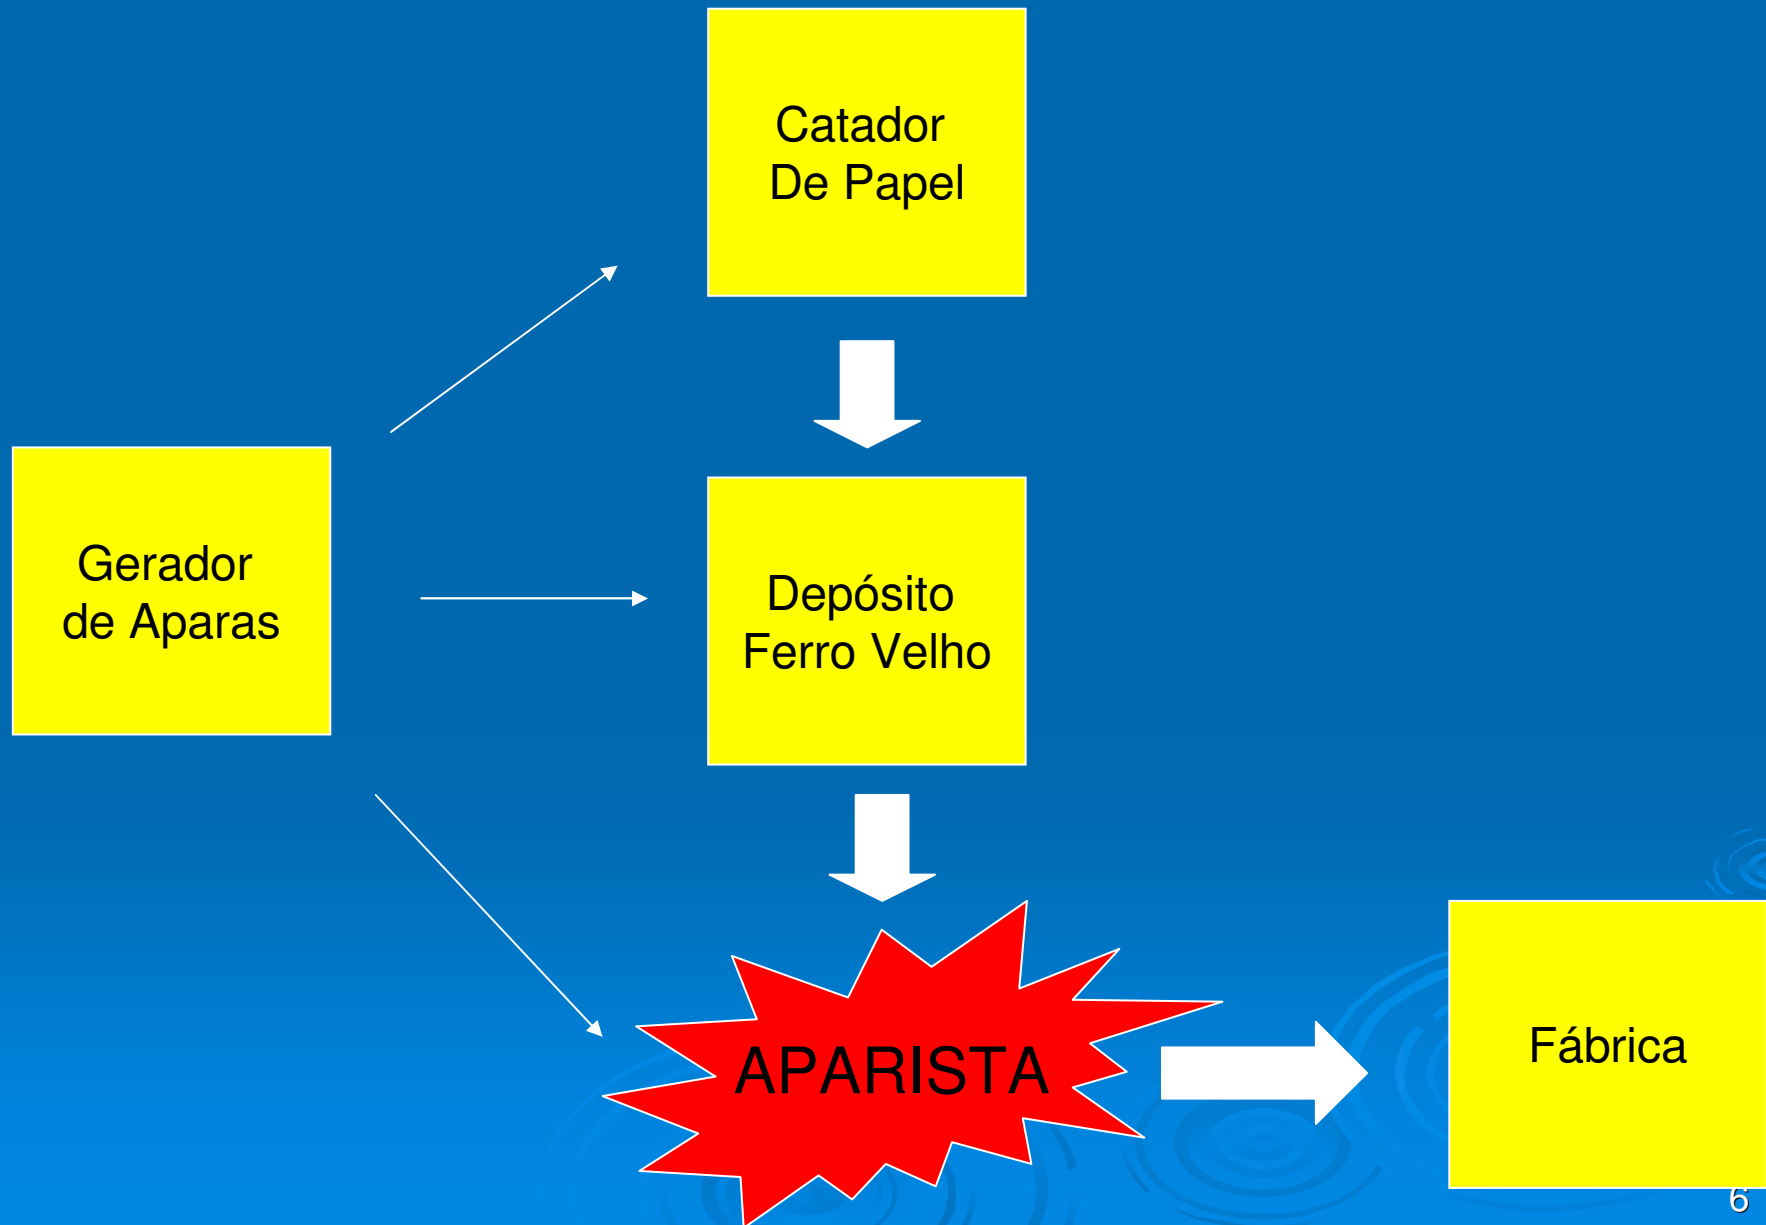 Catador
De Papel
Gerador
de Aparas
Depósito
Ferro Velho
APARISTA
Fábrica
6